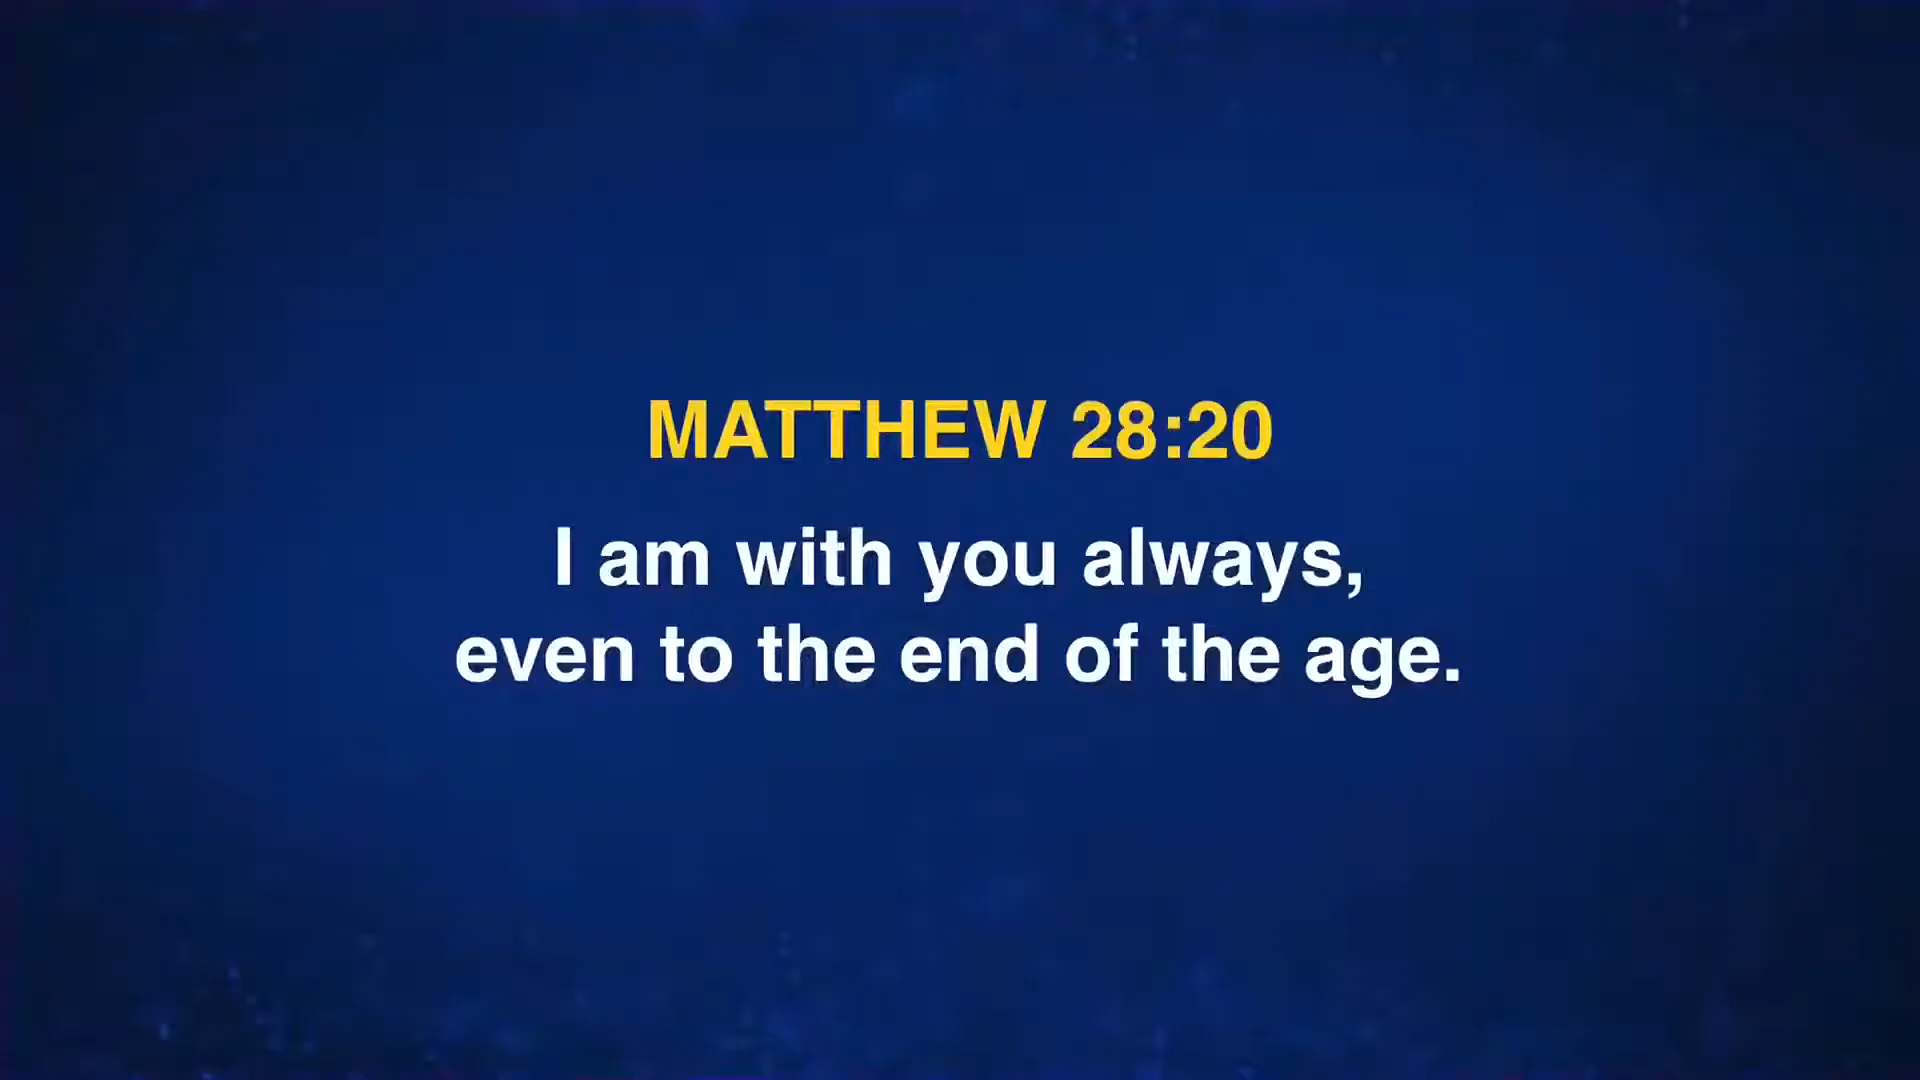 MATTHEW 28:20
I am with you always,
even to the end of the age.